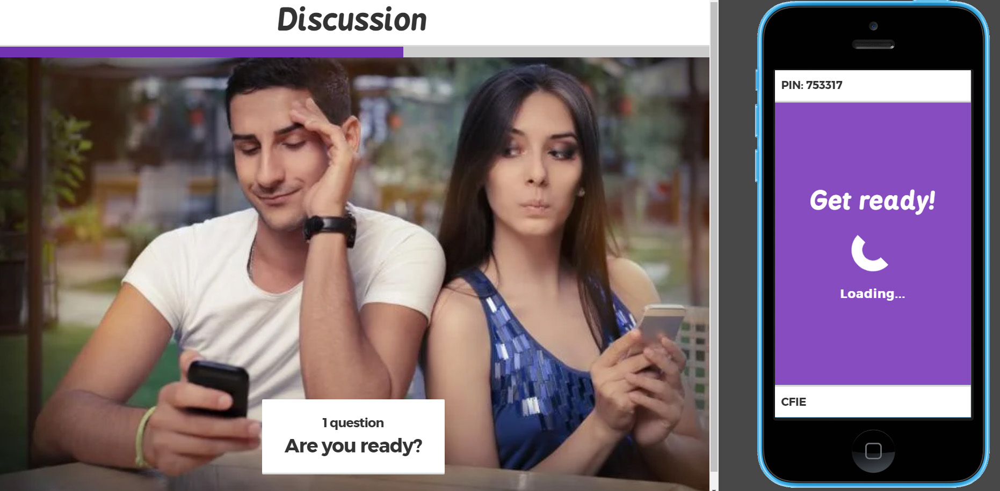 Discussion
1 question
Are you ready?
PIN: 753317
Get ready!
Loading...
CFIE